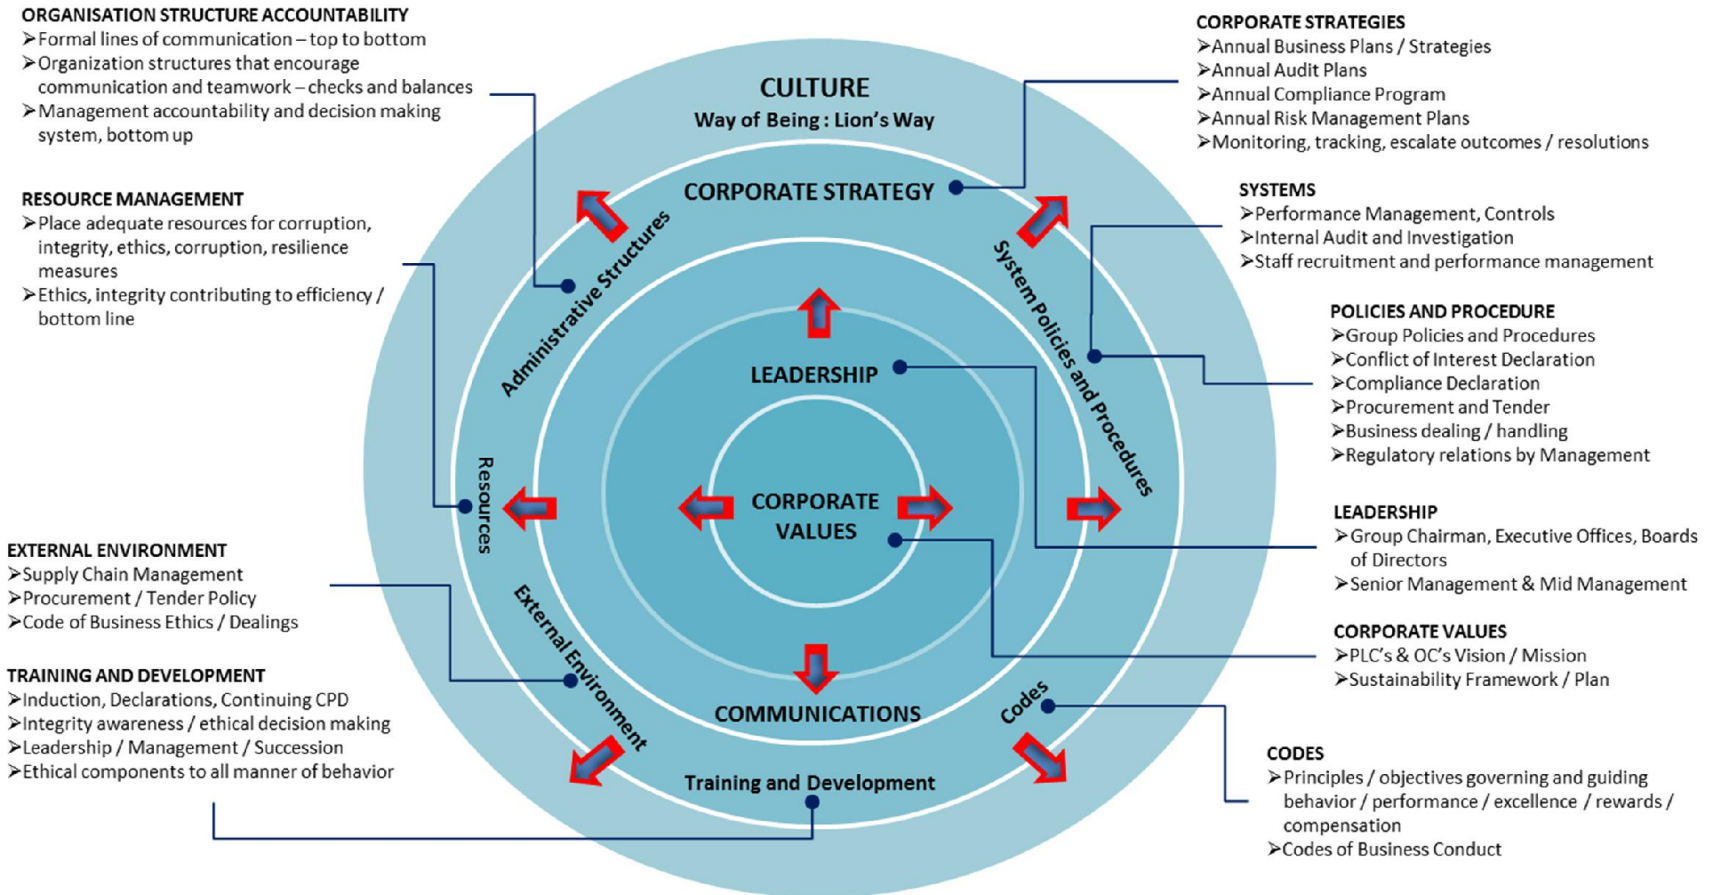 ORGANISATION STRUCTURE ACCOUNTABILITY
➢Formal lines of communication – top to bottom
➢Organization structures that encourage
communication and teamwork – checks and balances
➢Management accountability and decision making
system, bottom up
RESOURCE MANAGEMENT
➢Place adequate resources for corruption,
integrity, ethics, corruption, resilience
measures
➢Ethics, integrity contributing to efficiency /
bottom line
EXTERNAL ENVIRONMENT
➢Supply Chain Management
➢Procurement / Tender Policy
➢Code of Business Ethics / Dealings
TRAINING AND DEVELOPMENT
➢Induction, Declarations, Continuing CPD
➢Integrity awareness / ethical decision making
➢Leadership / Management / Succession
➢Ethical components to all manner of behavior
CULTURE
Way of Being : Lion's Way
CORPORATE STRATEGY
Administrative Structures
System Policies and Procedures
LEADERSHIP
Resources
CORPORATE
VALUES
External Environment
COMMUNICATIONS
Codes
Training and Development
CORPORATE STRATEGIES
➢Annual Business Plans / Strategies
➢Annual Audit Plans
➢Annual Compliance Program
➢Annual Risk Management Plans
➢Monitoring, tracking, escalate outcomes / resolutions
SYSTEMS
➢Performance Management, Controls
➢Internal Audit and Investigation
➢Staff recruitment and performance management
POLICIES AND PROCEDURE
➢Group Policies and Procedures
➢Conflict of Interest Declaration
➢Compliance Declaration
➢Procurement and Tender
➢Business dealing / handling
➢Regulatory relations by Management
LEADERSHIP
➢Group Chairman, Executive Offices, Boards
of Directors
➢Senior Management & Mid Management
CORPORATE VALUES
➢PLC's & OC's Vision / Mission
➢Sustainability Framework / Plan
CODES
➢Principles / objectives governing and guiding
behavior / performance / excellence / rewards /
compensation
➢Codes of Business Conduct